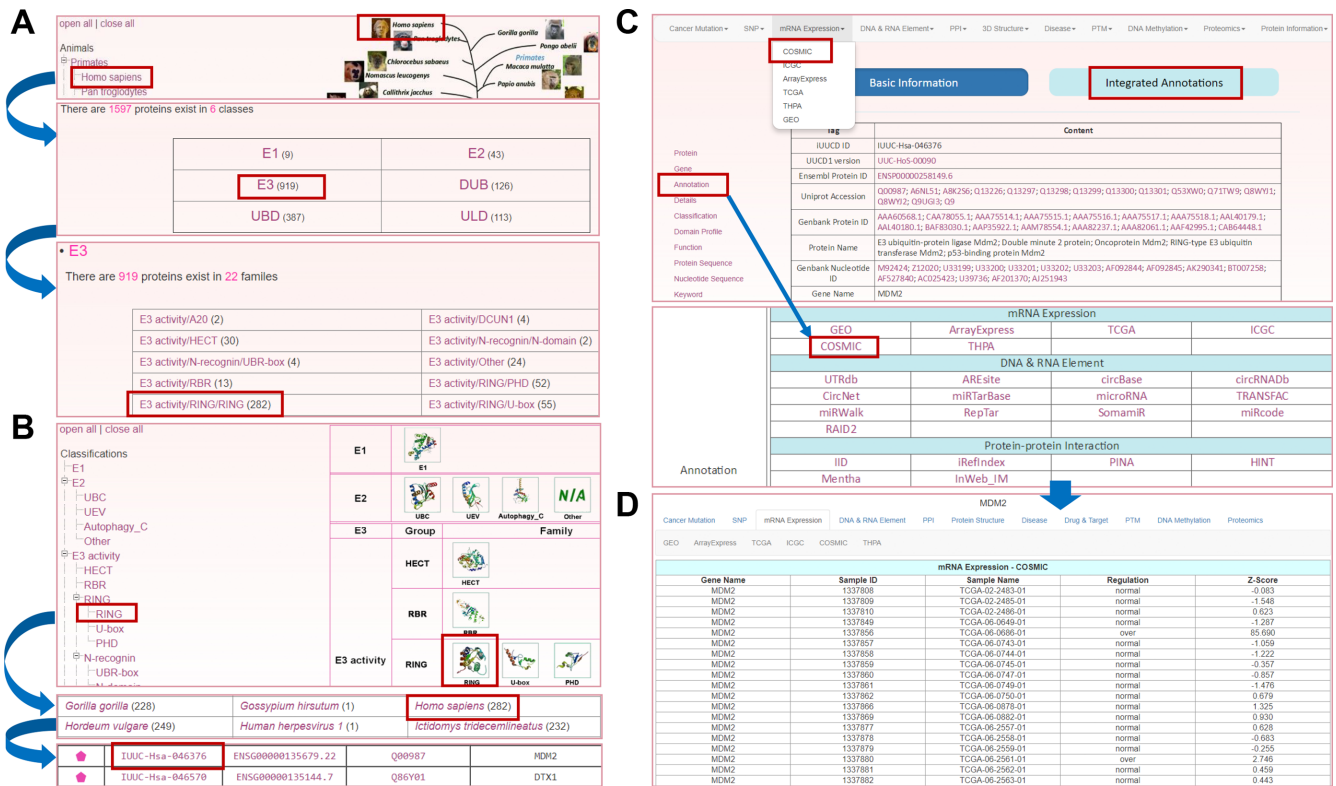 A
open all | close all
Animals
Primates
Homo sapiens
Pan troglodytes
Homo sapiens
Pan troglodytes
Gorilla gorilla
Pongo abelii
Primates
Chlorocebus sabaeus
Macaca mulatta
Nomascus leucogenys
Papio anubis
Callithrix jacchus
There are 1597 proteins exist in 6 classes
E1 (9) E2 (43)
E3 (919) DUB (126)
UBD (387) ULD (113)
• E3
There are 919 proteins exist in 22 familes
E3 activity/A20 (2) E3 activity/DCUN1 (4)
E3 activity/HECT (30) E3 activity/N-recognin/N-domain (2)
E3 activity/N-recognin/UBR-box (4) E3 activity/Other (24)
E3 activity/RBR (13) E3 activity/RING/PHD (52)
E3 activity/RING/RING (282) E3 activity/RING/U-box (55)
B
open all | close all
Classifications
E1
E2
UBC
UEV
Autophagy_C
Other
E3 activity
HECT
RBR
RING
RING
U-box
PHD
N-recognin
UBR-box
N-domain
E1
E1
E2 N/A
UBC UEV Autophagy_C Other
E3 Group Family
HECT
HECT
RBR
RBR
E3 activity RING
RING U-box PHD
Gorilla gorilla (228) Gossypium hirsutum (1) Homo sapiens (282)
Hordeum vulgare (249) Human herpesvirus 1 (1) Ictidomys tridecemlineatus (232)
IUUC-Hsa-046376 ENSG00000135679.22 Q00987 MDM2
IUUC-Hsa-046570 ENSG00000135144.7 Q86Y01 DTX1
C
Cancer Mutation SNP mRNA Expression DNA & RNA Element PPI 3D Structure Disease PTM DNA Methylation Proteomics Protein Information
COSMIC
ICGC
ArrayExpress
TCGA
THPA
GEO
Basic Information Integrated Annotations
Protein
Gene
Annotation
Details
Classification
Domain Profile
Function
Protein Sequence
Nucleotide Sequence
Keyword
Tag Content
iUUCD ID IUUC-Hsa-046376
UUCD1 version UUC-HoS-00090
Ensembl Protein ID ENSP00000258149.6
Uniprot Accession Q00987; A6NL51; A8K2S6; Q13226; Q13297; Q13298; Q13299; Q13300; Q13301; Q53XW0; Q71TW9; Q8WYJ1;
Q8WYJ2; Q9UGI3; Q9
Genbank Protein ID AAA60568.1; CAA78055.1; AAA75514.1; AAA75515.1; AAA75516.1; AAA75517.1; AAA75518.1; AAL40179.1;
AAL40180.1; BAF83030.1; AAP35922.1; AAM78554.1; AAA82237.1; AAA82061.1; AAF42995.1; CAB64448.1
Protein Name E3 ubiquitin-protein ligase Mdm2; Double minute 2 protein; Oncoprotein Mdm2; RING-type E3 ubiquitin
transferase Mdm2; p53-binding protein Mdm2
Genbank Nucleotide ID M92424; Z12020; U33199; U33200; U33201; U33202; U33203; AF092844; AF092845; AK290341; BT007258;
AF527840; AC025423; U39736; AF201370; AJ251943
Gene Name MDM2
Annotation
mRNA Expression
GEO ArrayExpress TCGA ICGC
COSMIC THPA
DNA & RNA Element
UTRdb AREsite circBase circRNADb
CircNet miRTarBase microRNA TRANSFAC
miRWalk RepTar SomamiR miRcode
RAID2
Protein-protein Interaction
IID iRefIndex PINA HINT
Mentha InWeb_IM
D
MDM2
Cancer Mutation SNP mRNA Expression DNA & RNA Element PPI Protein Structure Disease Drug & Target PTM DNA Methylation Proteomics
GEO ArrayExpress TCGA ICGC COSMIC THPA
mRNA Expression - COSMIC
Gene Name Sample ID Sample Name Regulation Z-Score
MDM2 1337808 TCGA-02-2483-01 normal -0.083
MDM2 1337809 TCGA-02-2485-01 normal -1.548
MDM2 1337810 TCGA-02-2486-01 normal 0.623
MDM2 1337849 TCGA-06-0649-01 normal -1.287
MDM2 1337856 TCGA-06-0686-01 over 85.690
MDM2 1337857 TCGA-06-0743-01 normal -1.059
MDM2 1337858 TCGA-06-0744-01 normal -1.222
MDM2 1337859 TCGA-06-0745-01 normal -0.357
MDM2 1337860 TCGA-06-0747-01 normal -0.857
MDM2 1337861 TCGA-06-0749-01 normal -1.476
MDM2 1337862 TCGA-06-0750-01 normal 0.679
MDM2 1337866 TCGA-06-0878-01 normal 1.325
MDM2 1337869 TCGA-06-0882-01 normal 0.930
MDM2 1337877 TCGA-06-2557-01 normal 0.628
MDM2 1337878 TCGA-06-2558-01 normal -0.683
MDM2 1337879 TCGA-06-2559-01 normal -0.255
MDM2 1337880 TCGA-06-2561-01 over 2.746
MDM2 1337881 TCGA-06-2562-01 normal 0.459
MDM2 1337882 TCGA-06-2563-01 normal 0.443